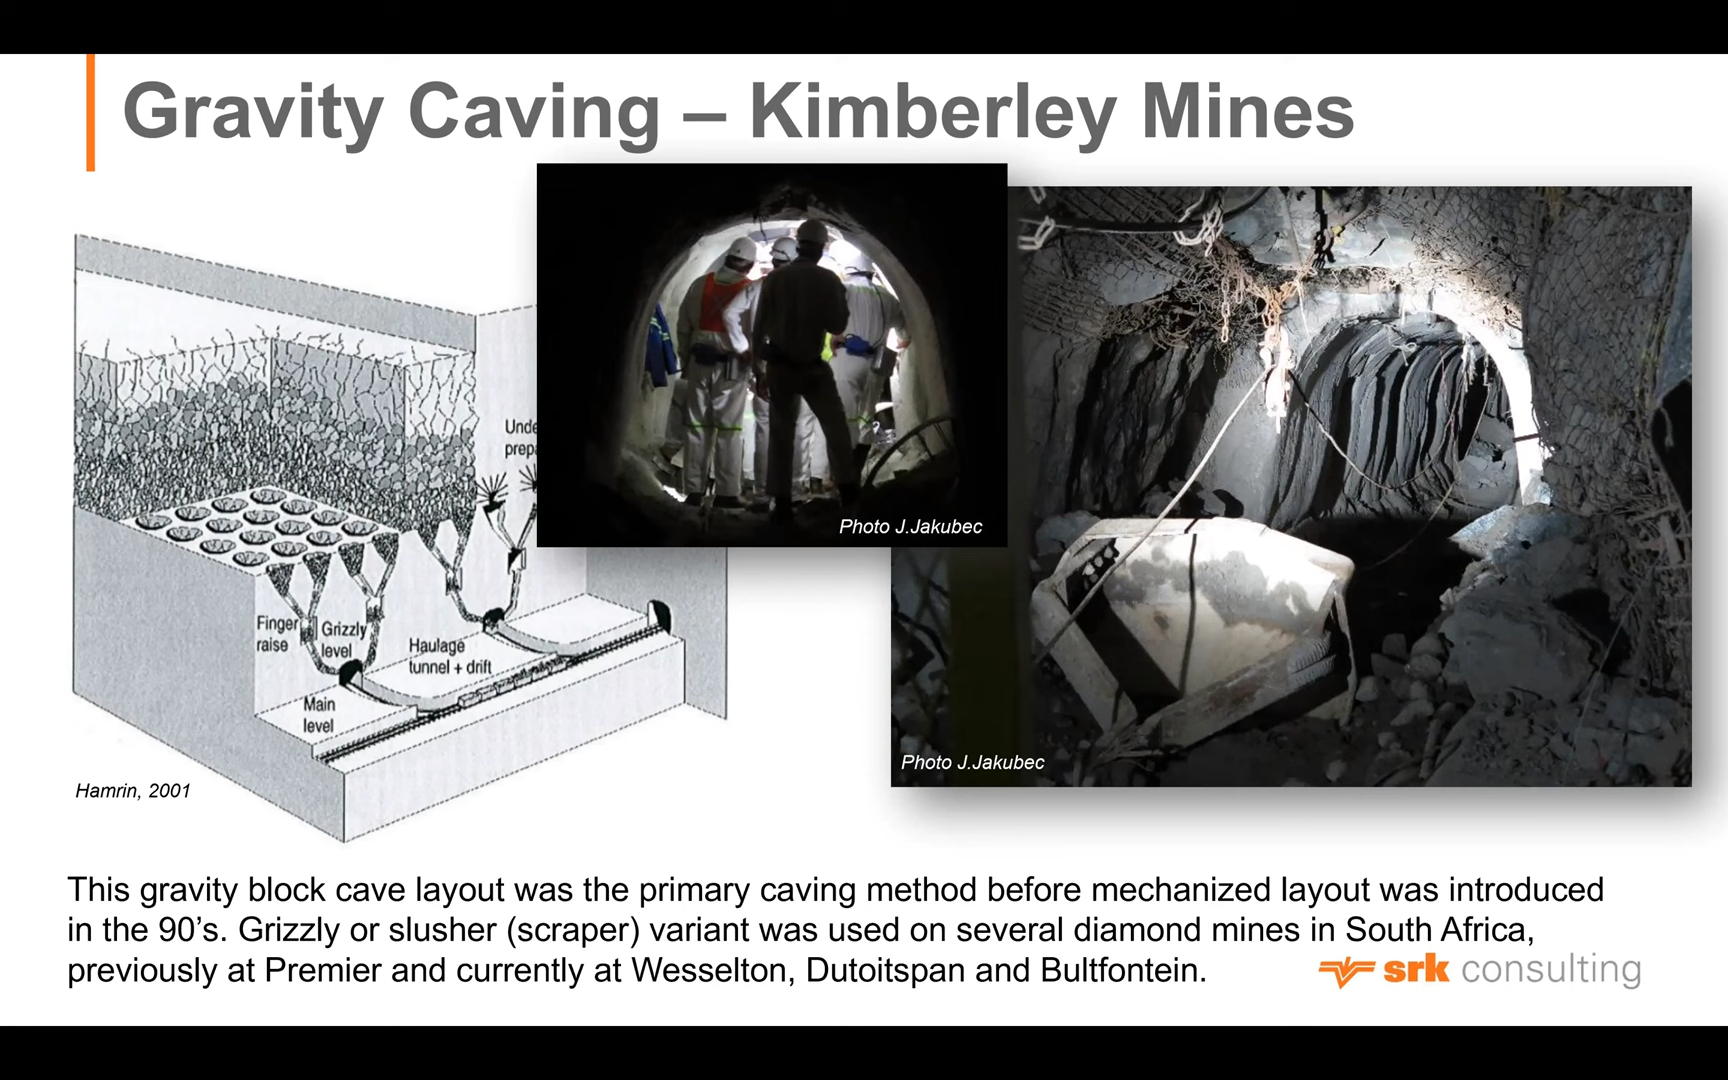 Gravity Caving – Kimberley Mines
Unde
prepa
Finger
raise
Grizzly
level
Haulage
tunnel + drift
Main
level
Hamrin, 2001
Photo J.Jakubec
Photo J.Jakubec
This gravity block cave layout was the primary caving method before mechanized layout was introduced
in the 90’s. Grizzly or slusher (scraper) variant was used on several diamond mines in South Africa,
previously at Premier and currently at Wesselton, Dutoitspan and Bultfontein.
srk consulting